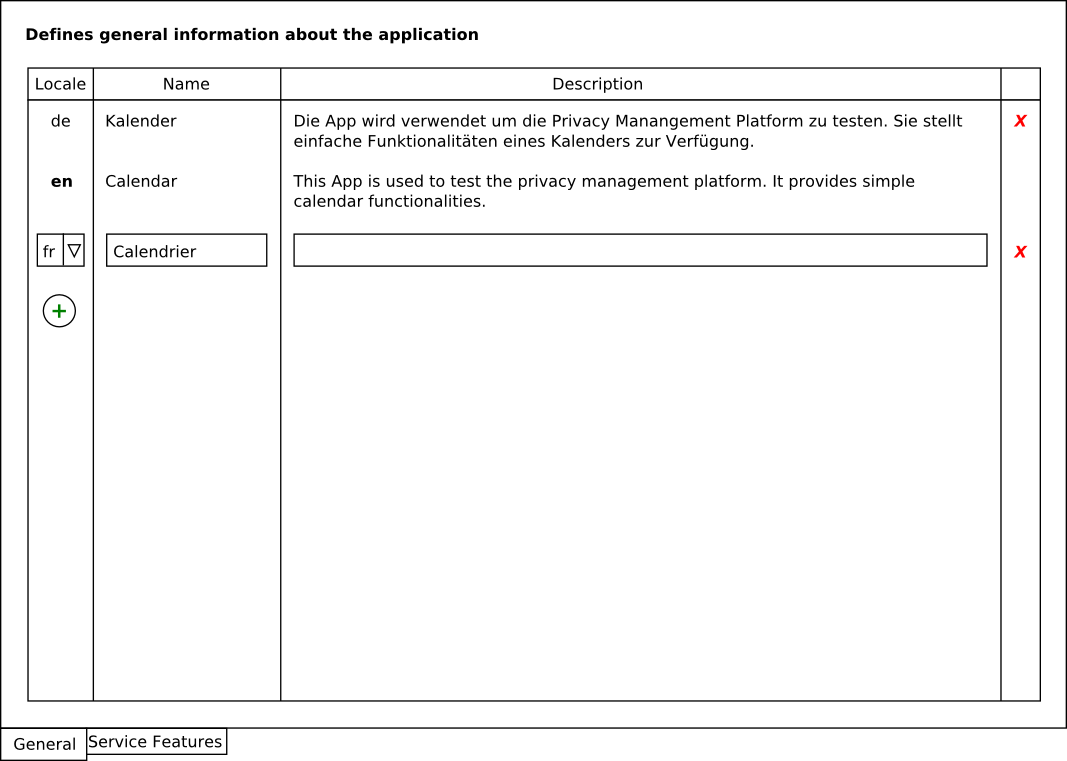 Defines general information about the application
Locale Name Description
de Kalender Die App wird verwendet um die Privacy Manangement Platform zu testen. Sie stellt X
einfache Funktionalitäten eines Kalenders zur Verfügung.
en Calendar This App is used to test the privacy management platform. It provides simple
calendar functionalities.
fr Calendrier X
+
General Service Features